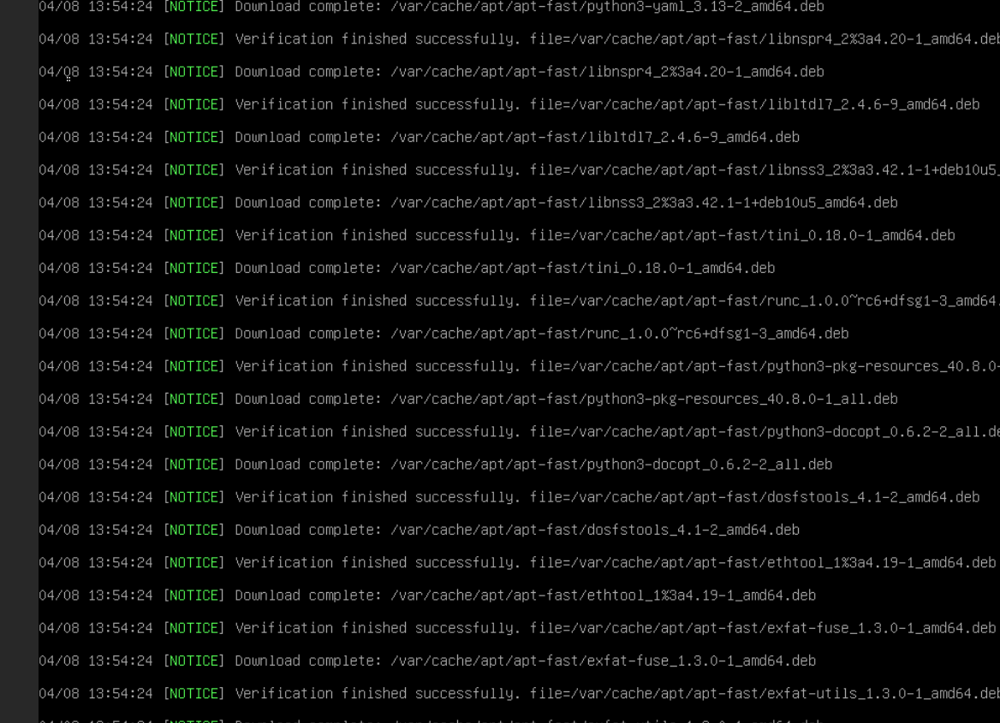 04/08 13:54:24 [NOTICE] Download complete: /var/cache/apt/apt-fast/python3-yaml_3.13-2_amd64.deb
04/08 13:54:24 [NOTICE] Verification finished successfully. file=/var/cache/apt/apt-fast/libnspr4_2%3a4.20-1_amd64.deb
04/08 13:54:24 [NOTICE] Download complete: /var/cache/apt/apt-fast/libnspr4_2%3a4.20-1_amd64.deb
04/08 13:54:24 [NOTICE] Verification finished successfully. file=/var/cache/apt/apt-fast/libltdl7_2.4.6-9_amd64.deb
04/08 13:54:24 [NOTICE] Download complete: /var/cache/apt/apt-fast/libltdl7_2.4.6-9_amd64.deb
04/08 13:54:24 [NOTICE] Verification finished successfully. file=/var/cache/apt/apt-fast/libnss3_2%3a3.42.1-1+deb10u5_
04/08 13:54:24 [NOTICE] Download complete: /var/cache/apt/apt-fast/libnss3_2%3a3.42.1-1+deb10u5_amd64.deb
04/08 13:54:24 [NOTICE] Verification finished successfully. file=/var/cache/apt/apt-fast/tini_0.18.0-1_amd64.deb
04/08 13:54:24 [NOTICE] Download complete: /var/cache/apt/apt-fast/tini_0.18.0-1_amd64.deb
04/08 13:54:24 [NOTICE] Verification finished successfully. file=/var/cache/apt/apt-fast/runc_1.0.0~rc6+dfsg1-3_amd64.
04/08 13:54:24 [NOTICE] Download complete: /var/cache/apt/apt-fast/runc_1.0.0~rc6+dfsg1-3_amd64.deb
04/08 13:54:24 [NOTICE] Verification finished successfully. file=/var/cache/apt/apt-fast/python3-pkg-resources_40.8.0-
04/08 13:54:24 [NOTICE] Download complete: /var/cache/apt/apt-fast/python3-pkg-resources_40.8.0-1_all.deb
04/08 13:54:24 [NOTICE] Verification finished successfully. file=/var/cache/apt/apt-fast/python3-docopt_0.6.2-2_all.de
04/08 13:54:24 [NOTICE] Download complete: /var/cache/apt/apt-fast/python3-docopt_0.6.2-2_all.deb
04/08 13:54:24 [NOTICE] Verification finished successfully. file=/var/cache/apt/apt-fast/dosfstools_4.1-2_amd64.deb
04/08 13:54:24 [NOTICE] Download complete: /var/cache/apt/apt-fast/dosfstools_4.1-2_amd64.deb
04/08 13:54:24 [NOTICE] Verification finished successfully. file=/var/cache/apt/apt-fast/ethtool_1%3a4.19-1_amd64.deb
04/08 13:54:24 [NOTICE] Download complete: /var/cache/apt/apt-fast/ethtool_1%3a4.19-1_amd64.deb
04/08 13:54:24 [NOTICE] Verification finished successfully. file=/var/cache/apt/apt-fast/exfat-fuse_1.3.0-1_amd64.deb
04/08 13:54:24 [NOTICE] Download complete: /var/cache/apt/apt-fast/exfat-fuse_1.3.0-1_amd64.deb
04/08 13:54:24 [NOTICE] Verification finished successfully. file=/var/cache/apt/apt-fast/exfat-utils_1.3.0-1_amd64.deb